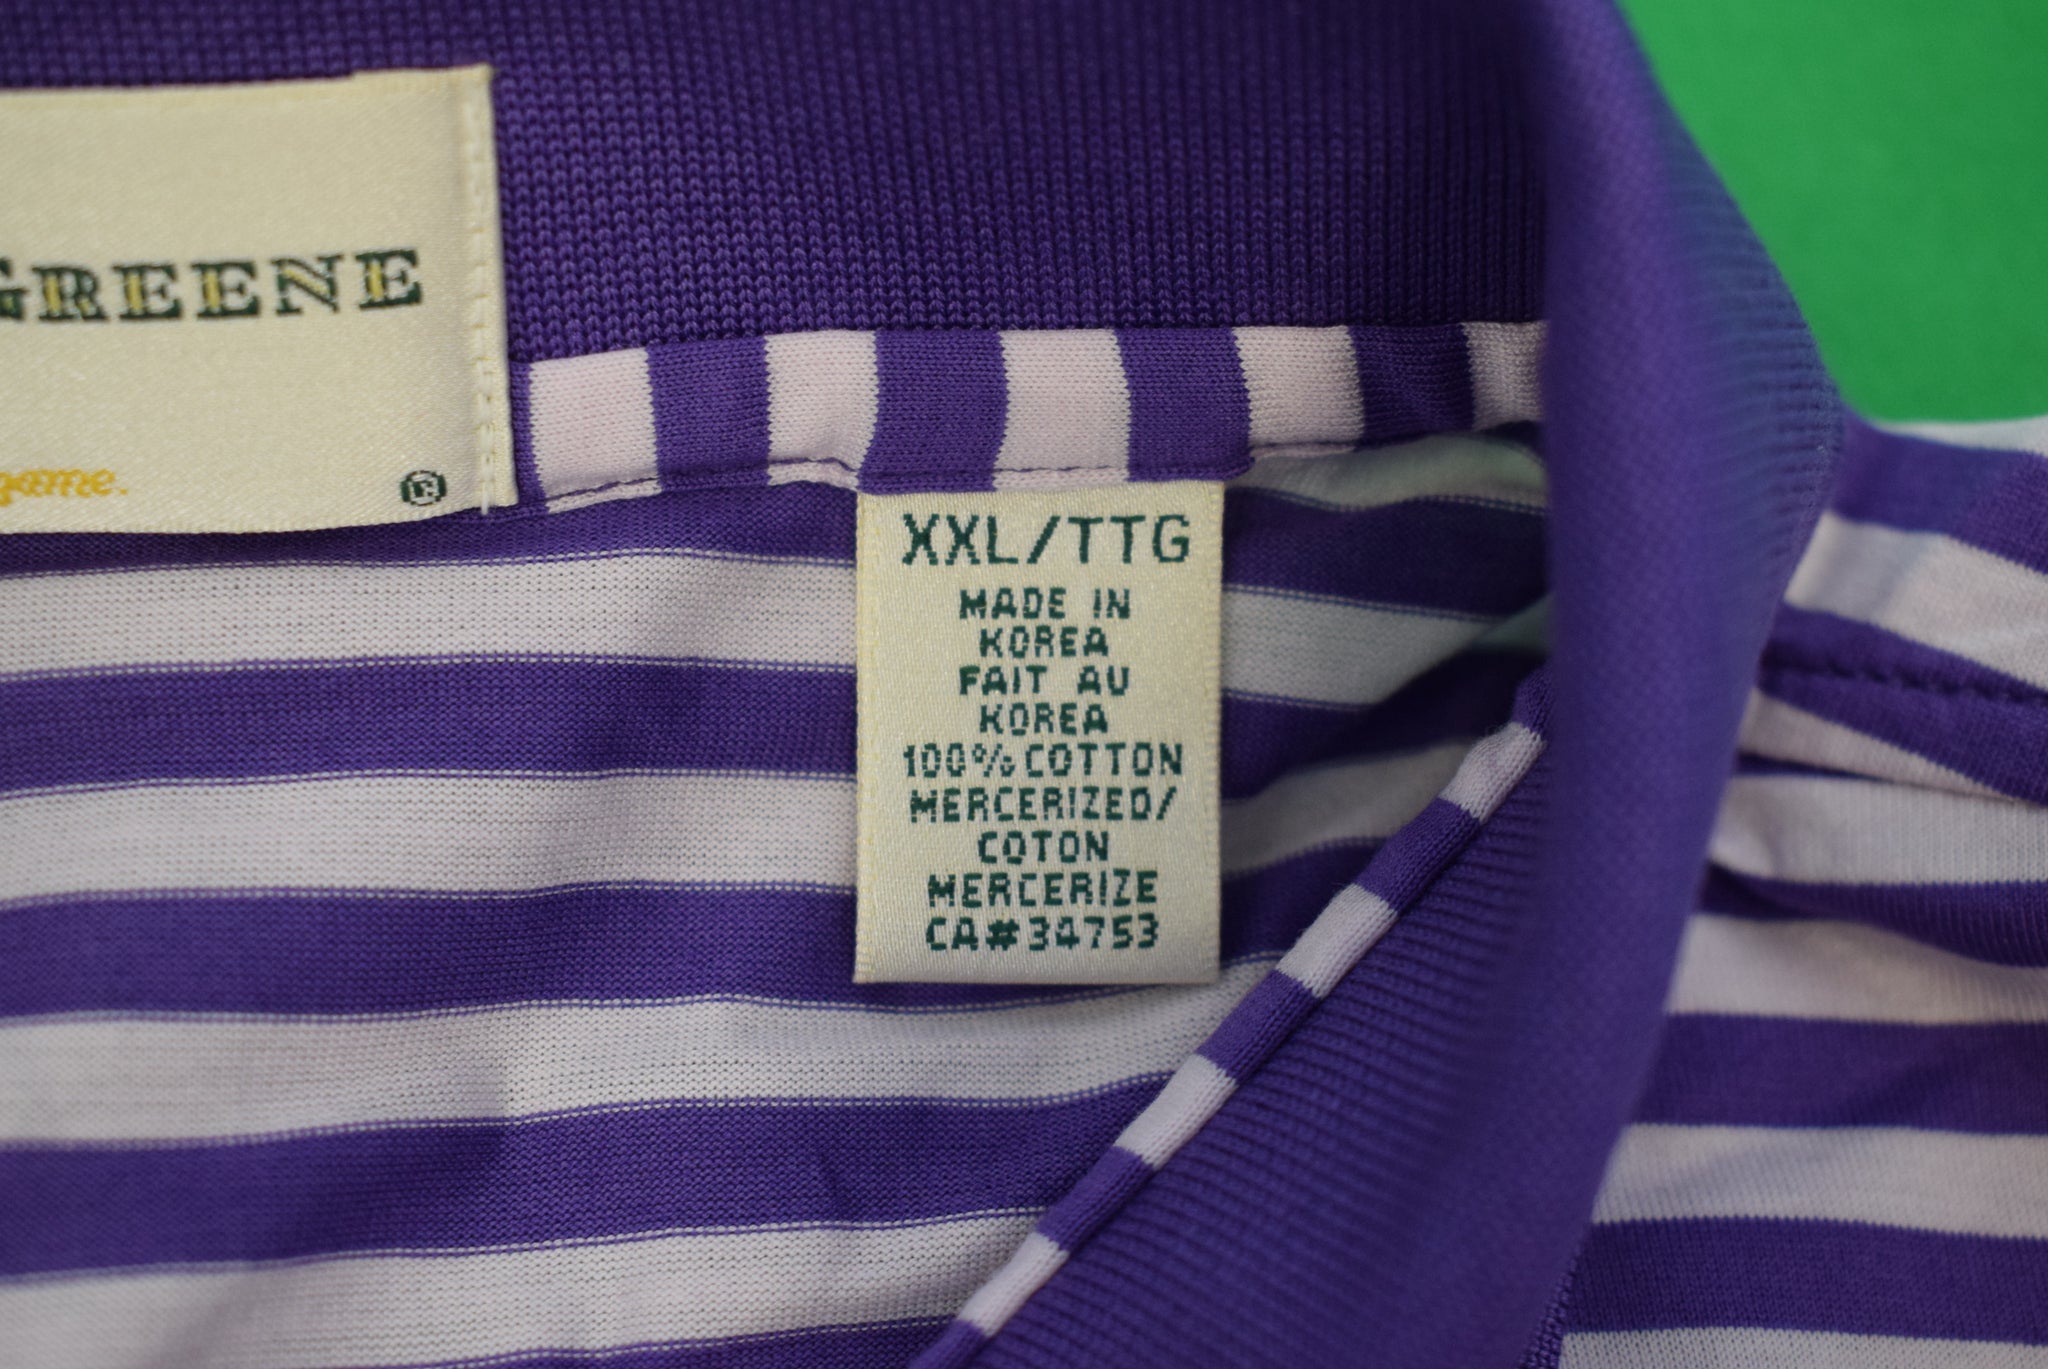 GREENE
game.
®
XXL/TTG
MADE IN
KOREA
FAIT AU
KOREA
100% COTTON
MERCERIZED/
COTON
MERCERIZE
CA#34753